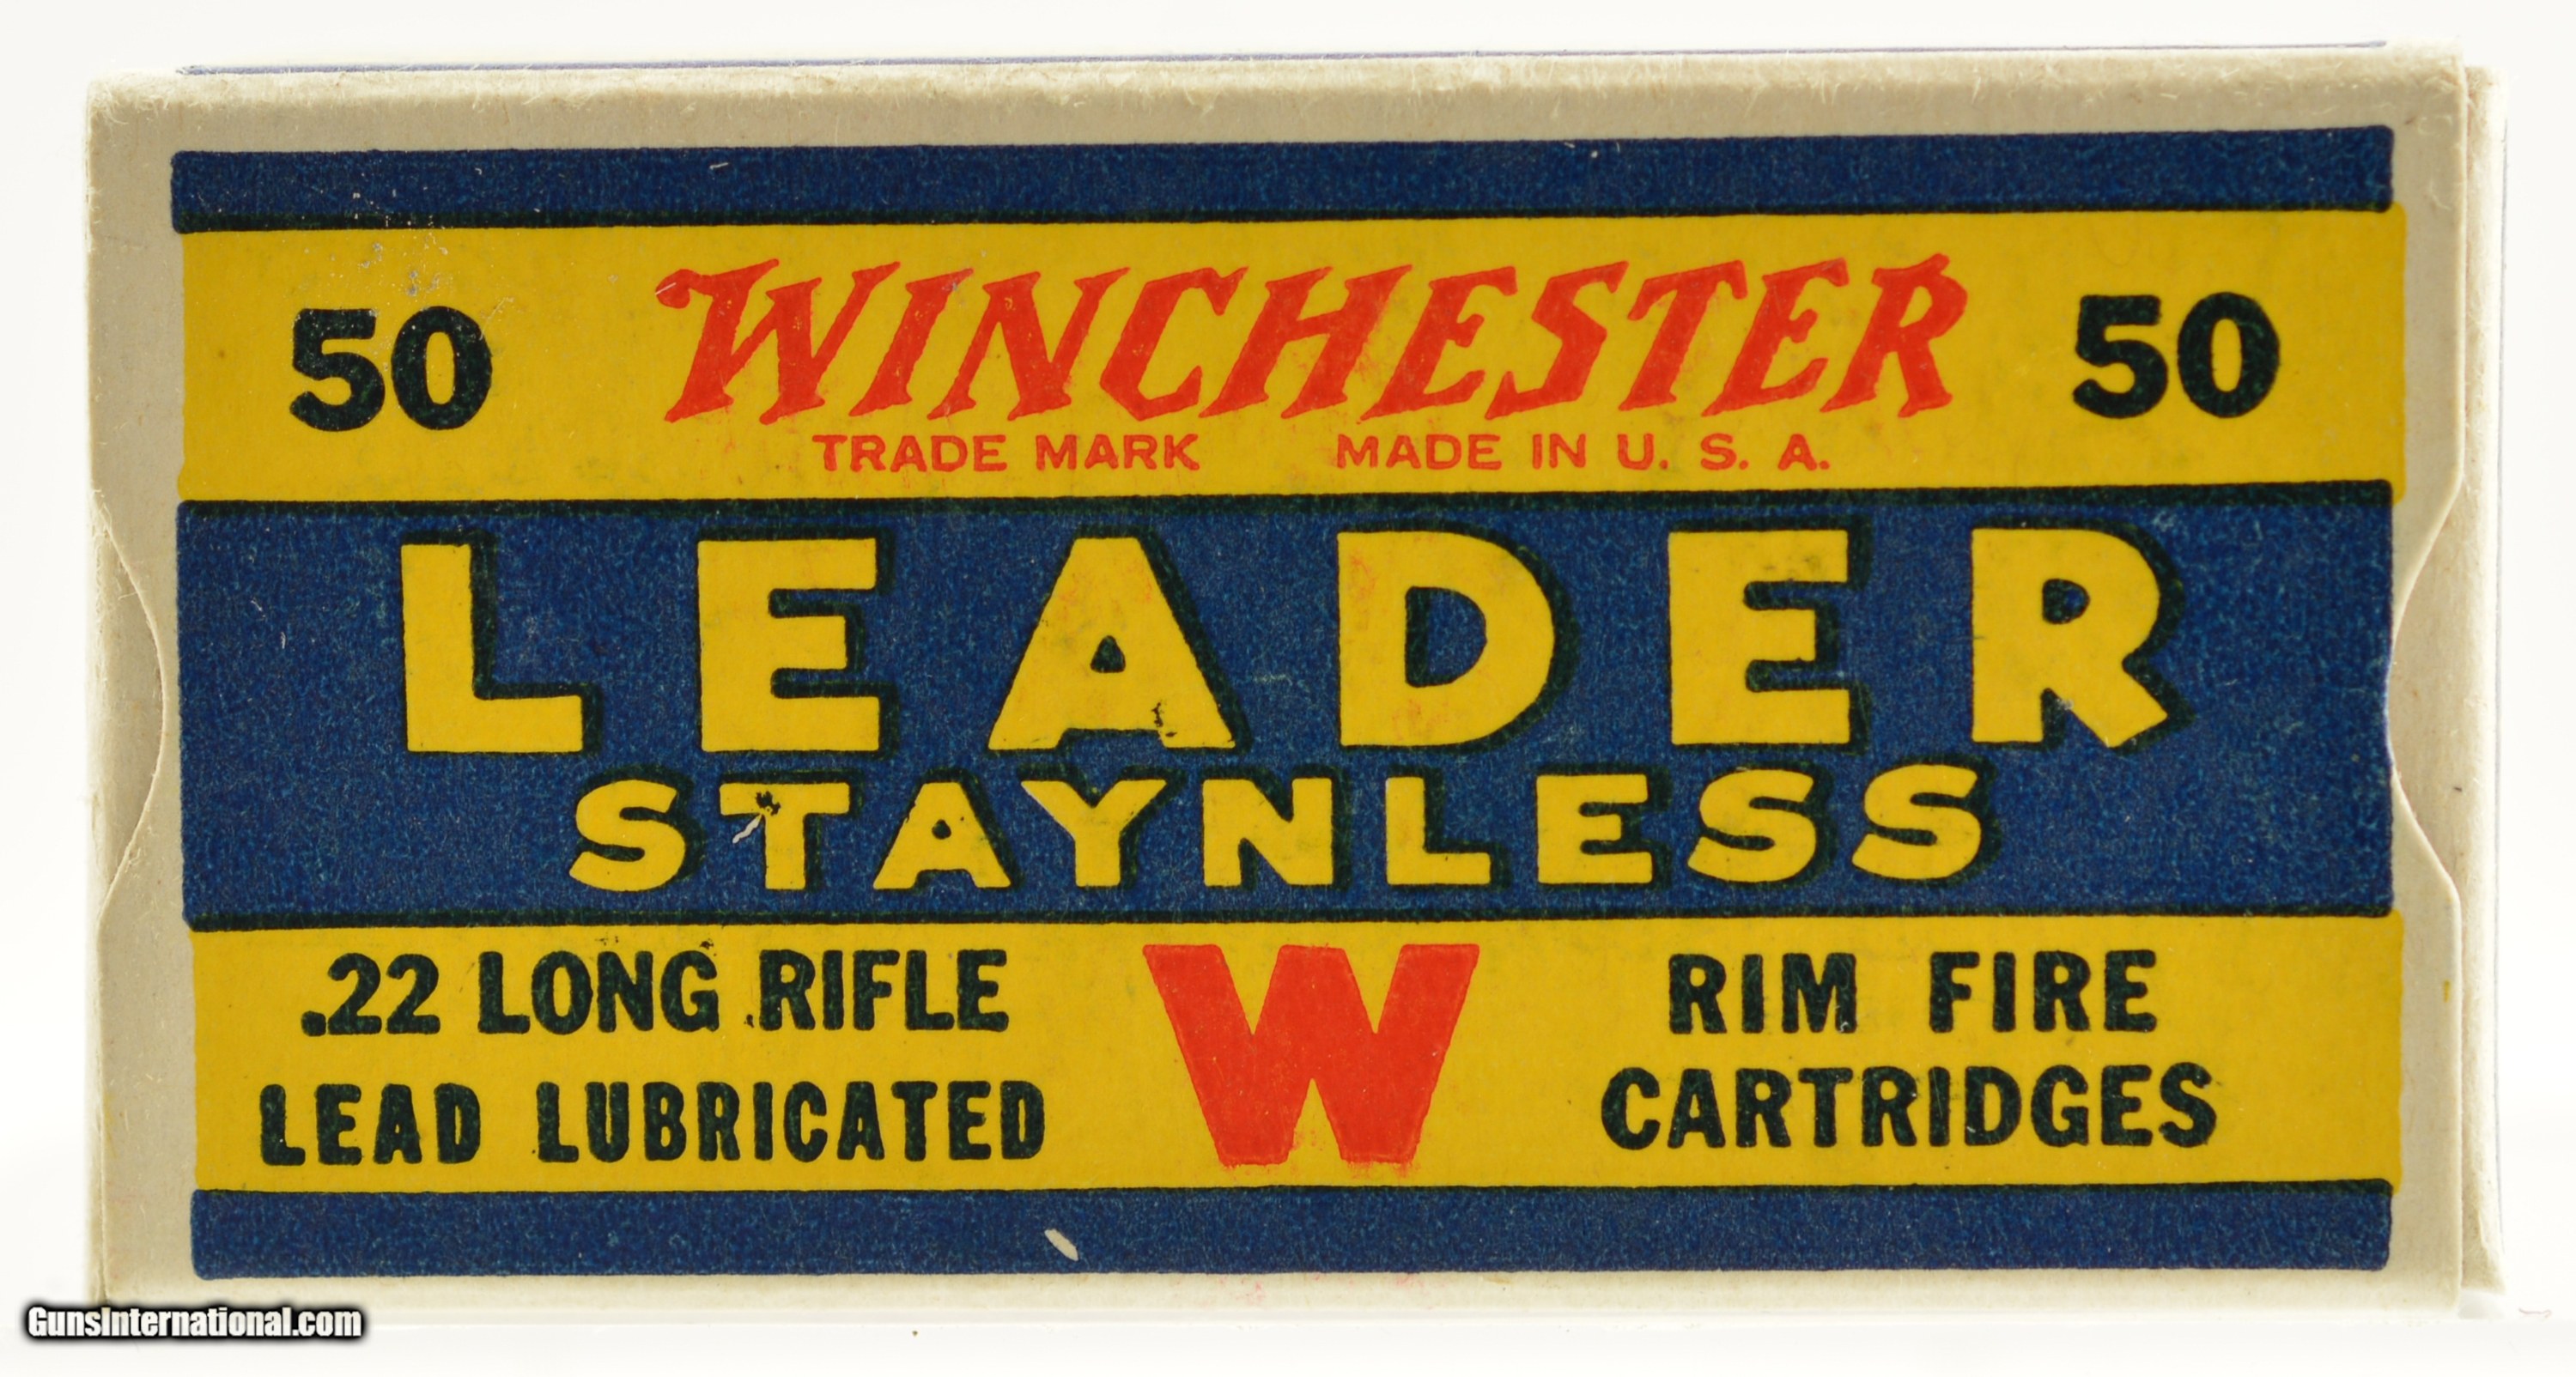 50 WINCHESTER 50
TRADE MARK MADE IN U. S. A.
LEADER
STAYNLESS
.22 LONG RIFLE W RIM FIRE
LEAD LUBRICATED CARTRIDGES
GunsInternational.com